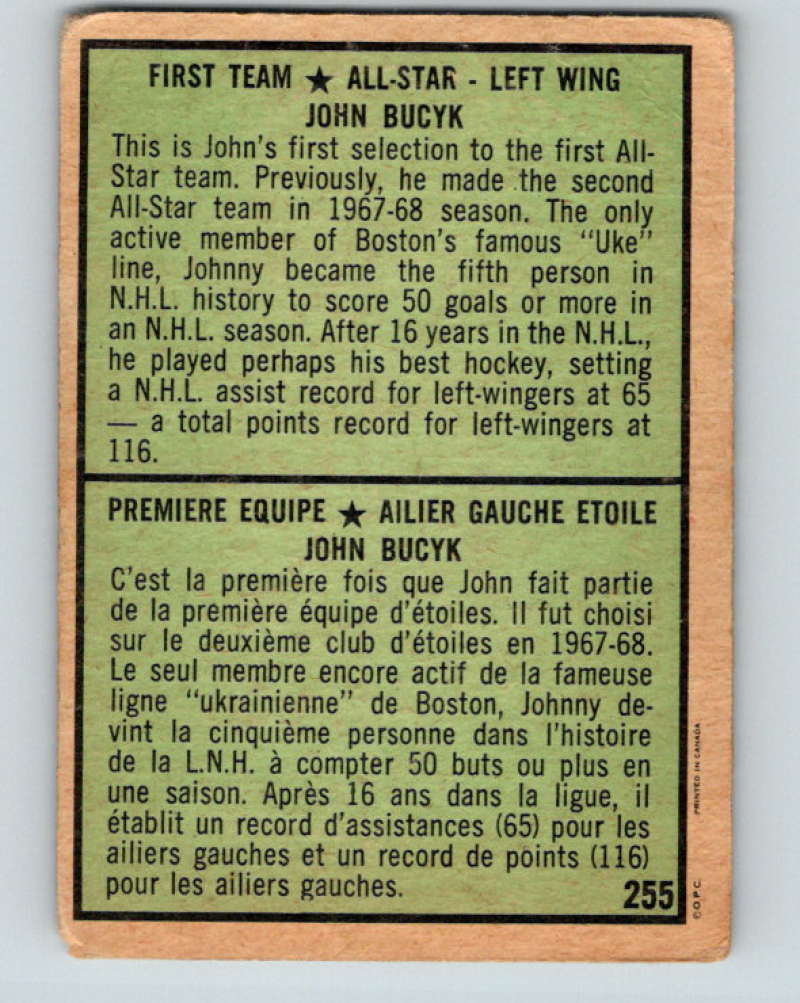 FIRST TEAM ★ ALL-STAR - LEFT WING
JOHN BUCYK
This is John's first selection to the first All-
Star team. Previously, he made the second
All-Star team in 1967-68 season. The only
active member of Boston's famous "Uke"
line, Johnny became the fifth person in
N.H.L. history to score 50 goals or more in
an N.H.L. season. After 16 years in the N.H.L.,
he played perhaps his best hockey, setting
a N.H.L. assist record for left-wingers at 65
— a total points record for left-wingers at
116.
PREMIERE EQUIPE ★ AILIER GAUCHE ETOILE
JOHN BUCYK
C'est la première fois que John fait partie
de la première équipe d'étoiles. Il fut choisi
sur le deuxième club d'étoiles en 1967-68.
Le seul membre encore actif de la fameuse
ligne "ukrainienne" de Boston, Johnny de-
vint la cinquième personne dans l'histoire
de la L.N.H. à compter 50 buts ou plus en
une saison. Après 16 ans dans la ligue, il
établit un record d'assistances (65) pour les
ailiers gauches et un record de points (116)
pour les ailiers gauches.
255
©O.P.C.
PRINTED IN CANADA